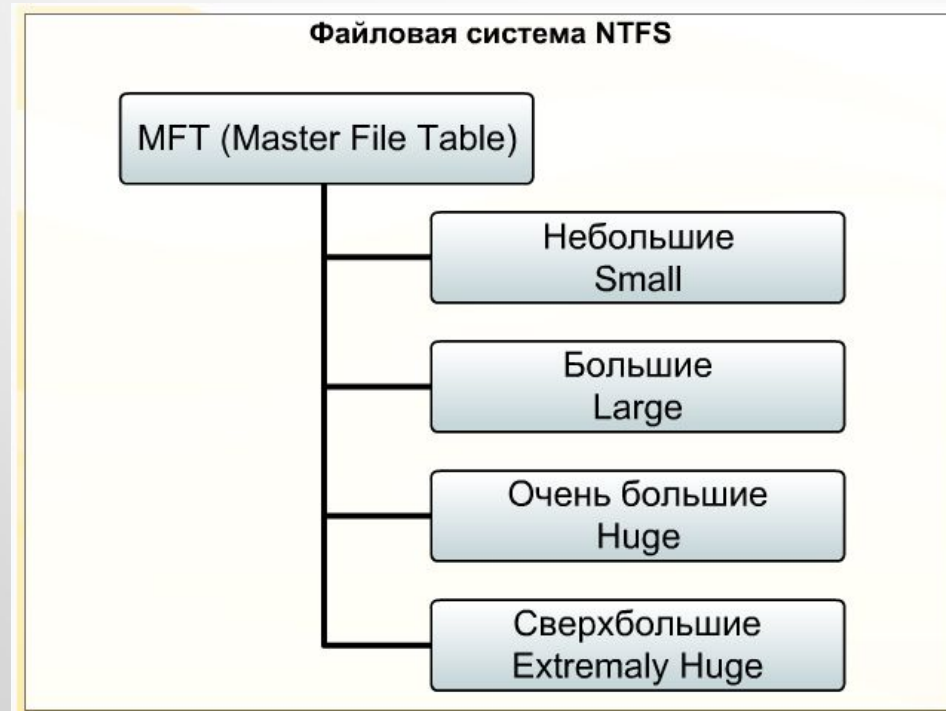 Файловая система NTFS
MFT (Master File Table)
Небольшие
Small
Большие
Large
Очень большие
Huge
Сверхбольшие
Extremaly Huge